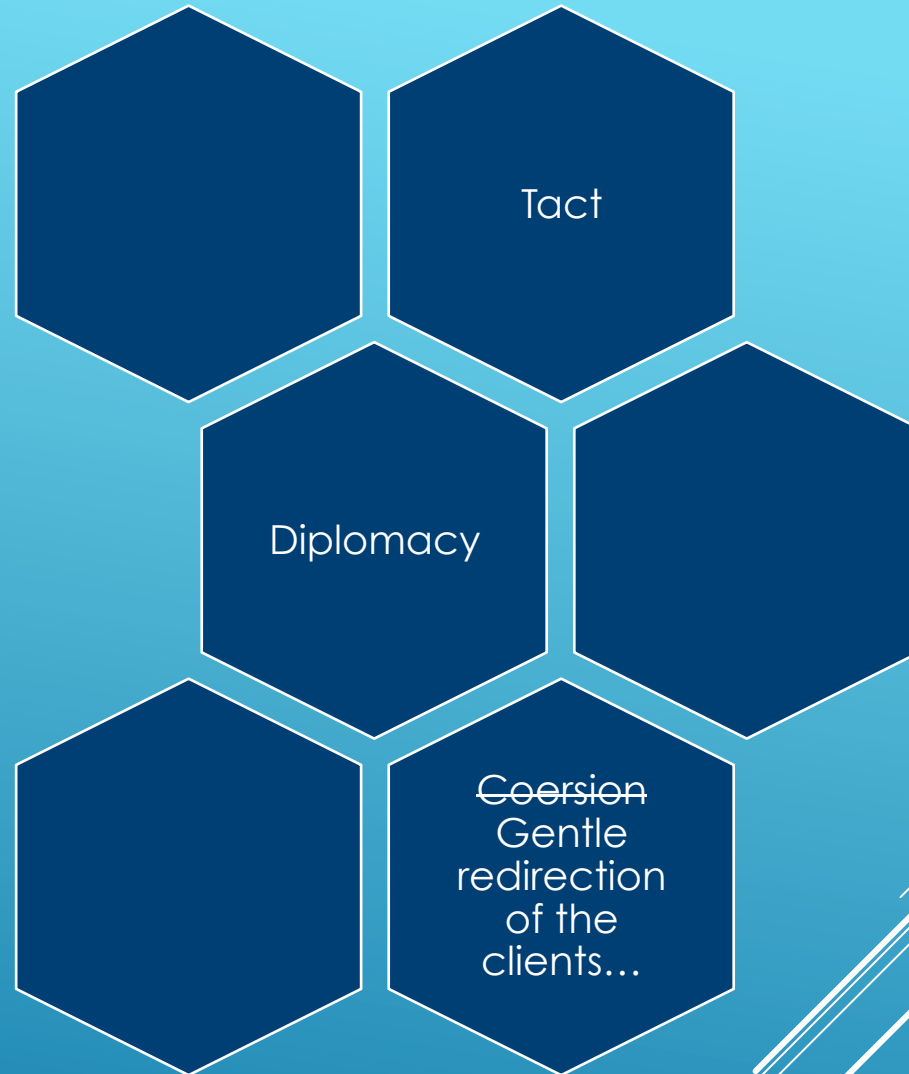 Tact
Diplomacy
Coersion
Gentle
redirection
of the
clients…